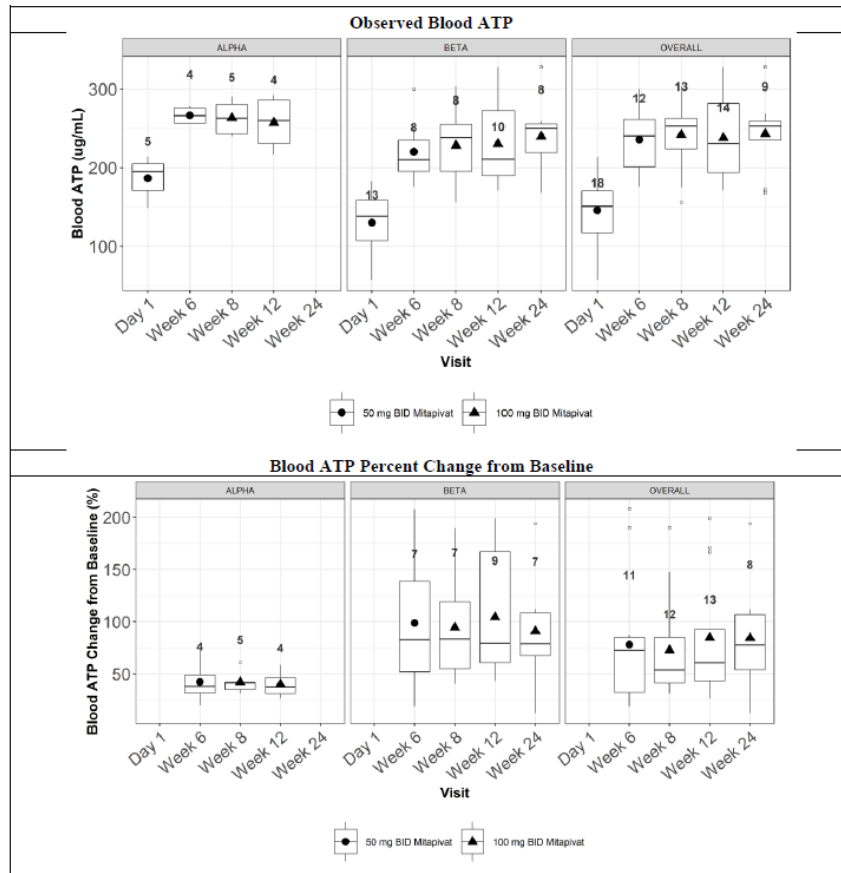 Observed Blood ATP
ALPHA BETA OVERALL
Blood ATP (ug/mL)
300
200
100
5 4 5 4
13 8 8 10 8
18 12 13 14 9
Day 1 Week 6 Week 8 Week 12 Week 24 Day 1 Week 6 Week 8 Week 12 Week 24 Day 1 Week 6 Week 8 Week 12 Week 24
Visit
50 mg BID Mitapivat 100 mg BID Mitapivat
Blood ATP Percent Change from Baseline
ALPHA BETA OVERALL
Blood ATP Change from Baseline (%)
200
150
100
50
4 5 4
7 7 9 7
11 12 13 8
Day 1 Week 6 Week 8 Week 12 Week 24 Day 1 Week 6 Week 8 Week 12 Week 24 Day 1 Week 6 Week 8 Week 12 Week 24
Visit
50 mg BID Mitapivat 100 mg BID Mitapivat